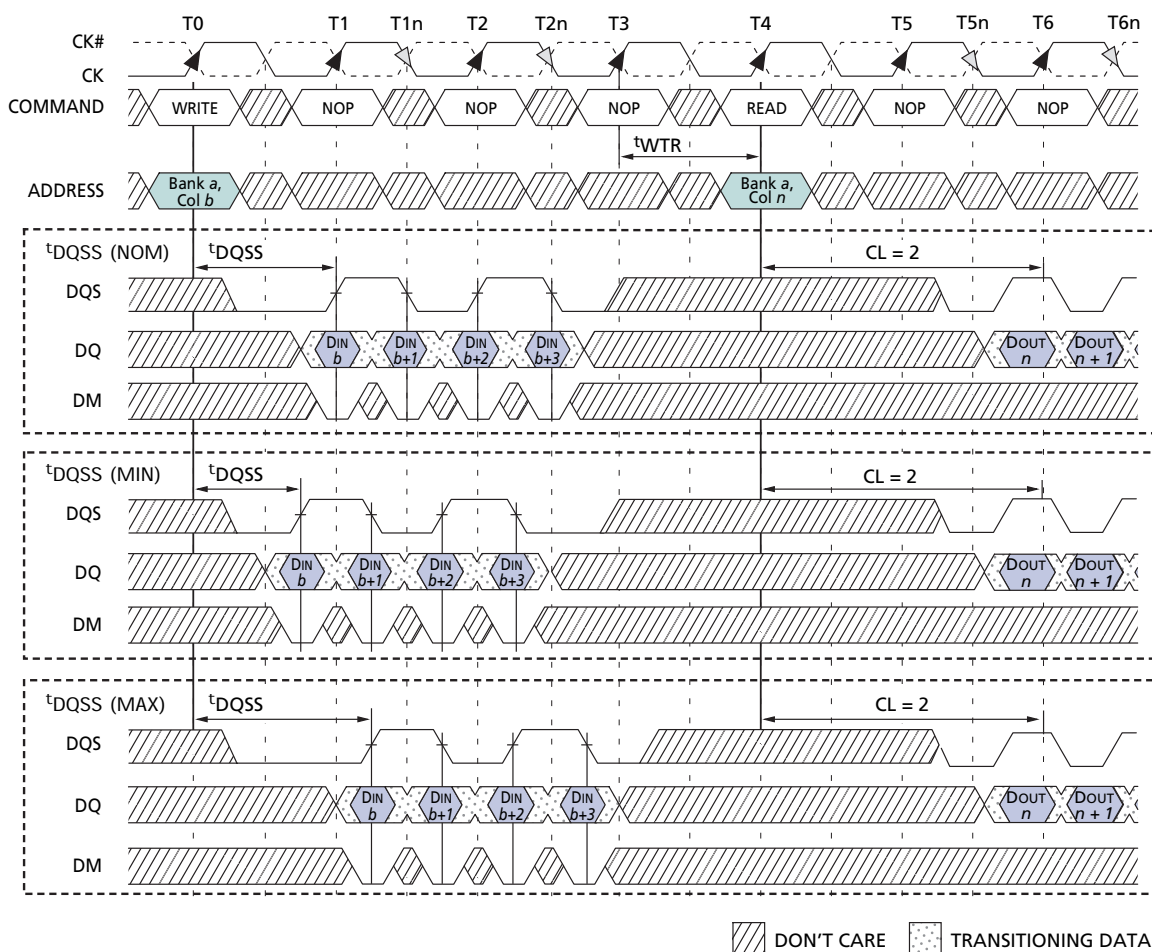 T0 T1 T1n T2 T2n T3 T4 T5 T5n T6 T6n
CK#
CK
COMMAND WRITE NOP NOP NOP READ NOP NOP
tWTR
ADDRESS Bank a, Col b Bank a, Col n
tDQSS (NOM) tDQSS CL = 2
DQS
DQ DIN b DIN b+1 DIN b+2 DIN b+3 DOUT n DOUT n + 1
DM
tDQSS (MIN) tDQSS CL = 2
DQS
DQ DIN b DIN b+1 DIN b+2 DIN b+3 DOUT n DOUT n + 1
DM
tDQSS (MAX) tDQSS CL = 2
DQS
DQ DIN b DIN b+1 DIN b+2 DIN b+3 DOUT n DOUT n + 1
DM
DON'T CARE TRANSITIONING DATA